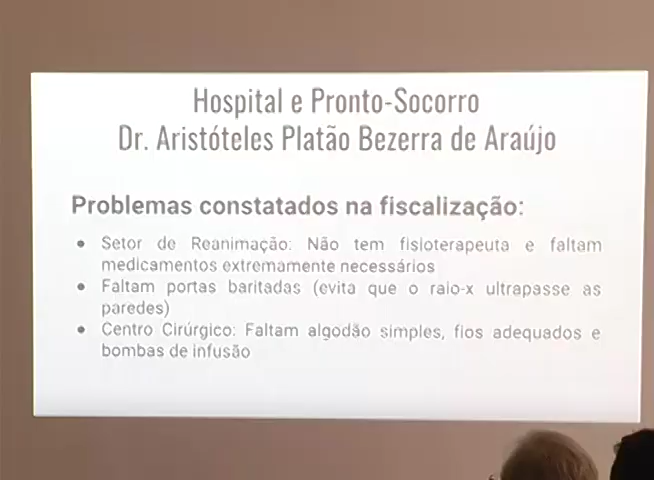 Hospital e Pronto-Socorro
Dr. Aristóteles Platão Bezerra de Araújo
Problemas constatados na fiscalização:
• Setor de Reanimação: Não tem fisioterapeuta e faltam
medicamentos extremamente necessários
• Faltam portas baritadas (evita que o raio-x ultrapasse as
paredes)
• Centro Cirúrgico: Faltam algodão simples, fios adequados e
bombas de infusão